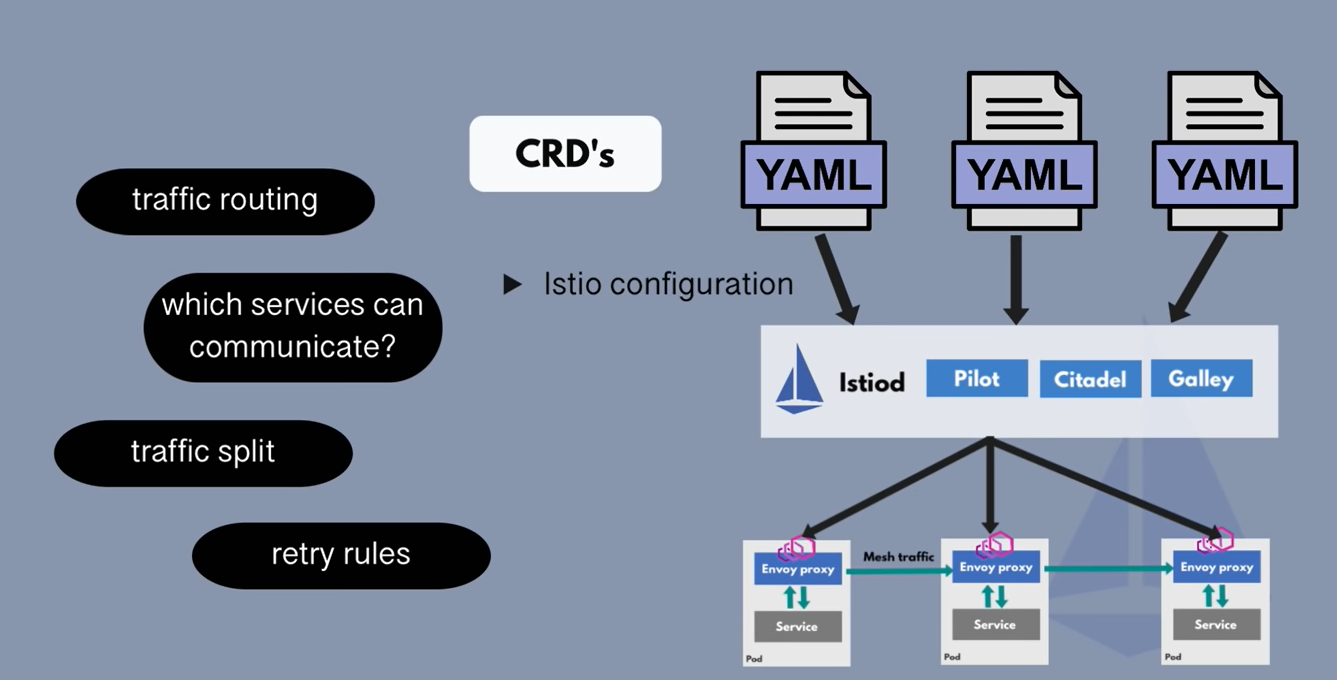 CRD's
YAML
YAML
YAML
traffic routing
which services can
communicate?
traffic split
retry rules
► Istio configuration
Istiod
Pilot
Citadel
Galley
Mesh traffic
Envoy proxy
Service
Pod
Envoy proxy
Service
Pod
Envoy proxy
Service
Pod